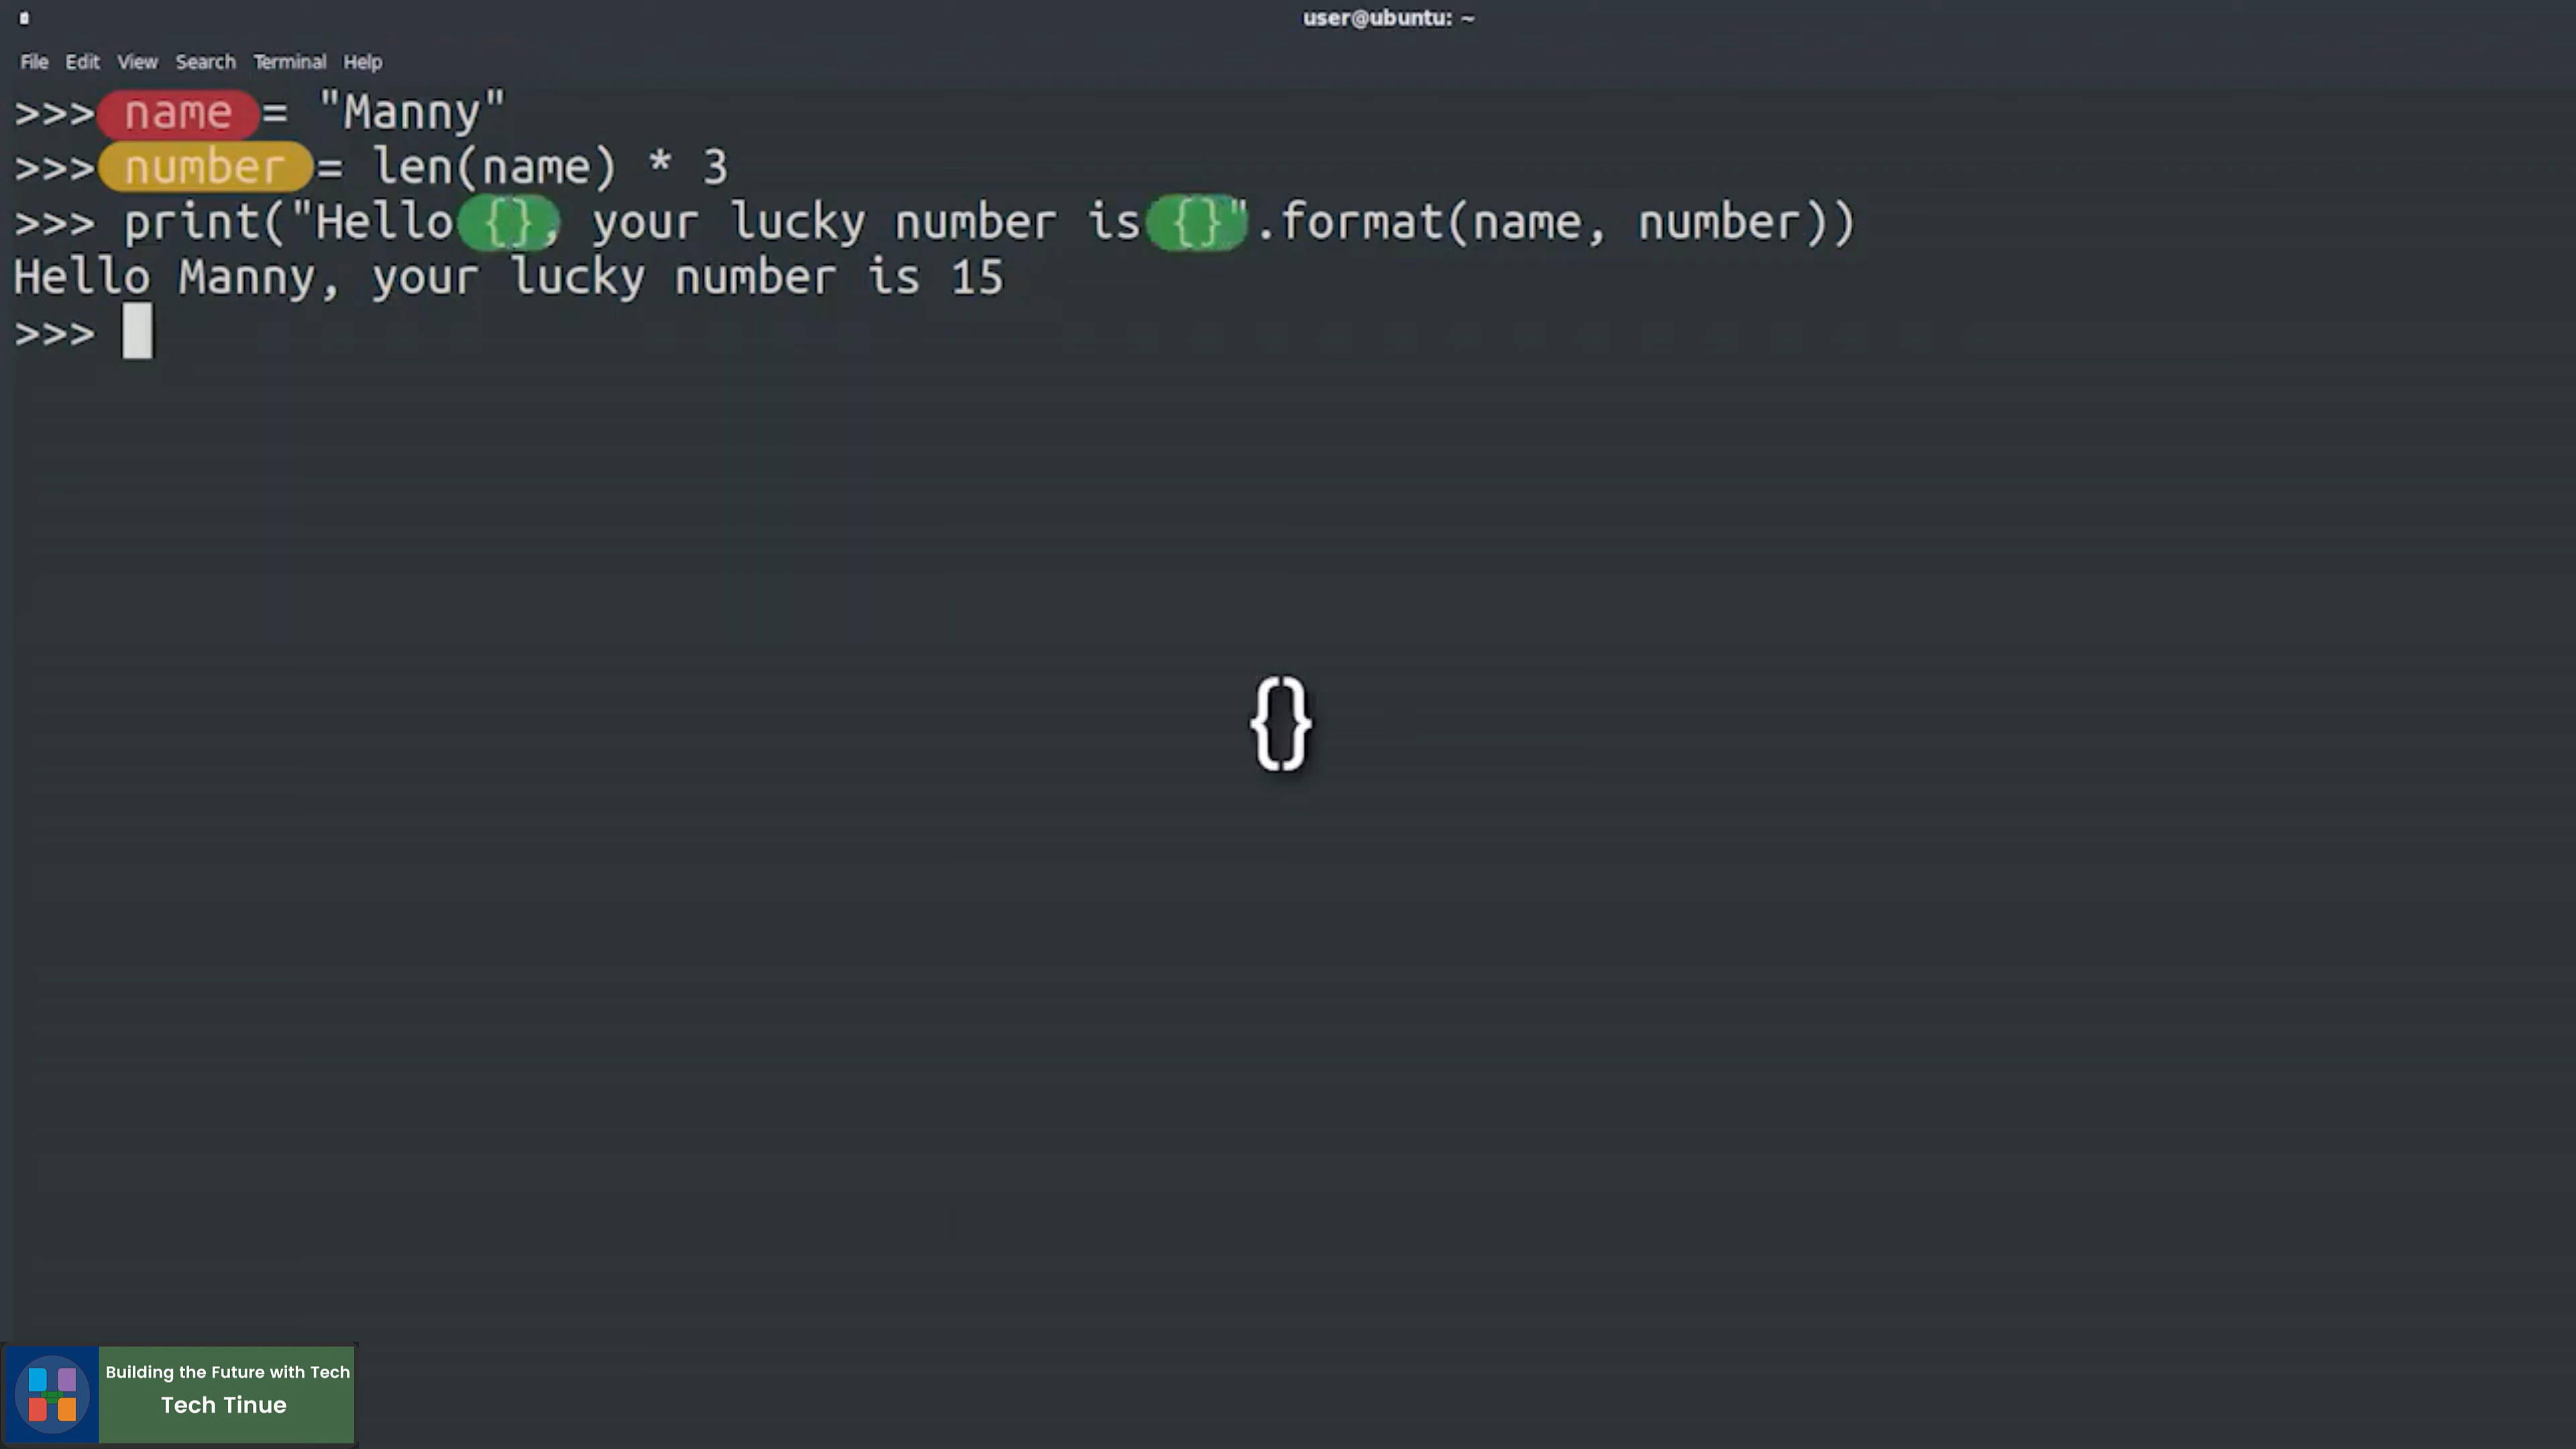 user@ubuntu: ~
File Edit View Search Terminal Help
>>> name = "Manny"
>>> number = len(name) * 3
>>> print("Hello {}, your lucky number is {}".format(name, number))
Hello Manny, your lucky number is 15
>>>
{}
Building the Future with Tech
Tech Tinue